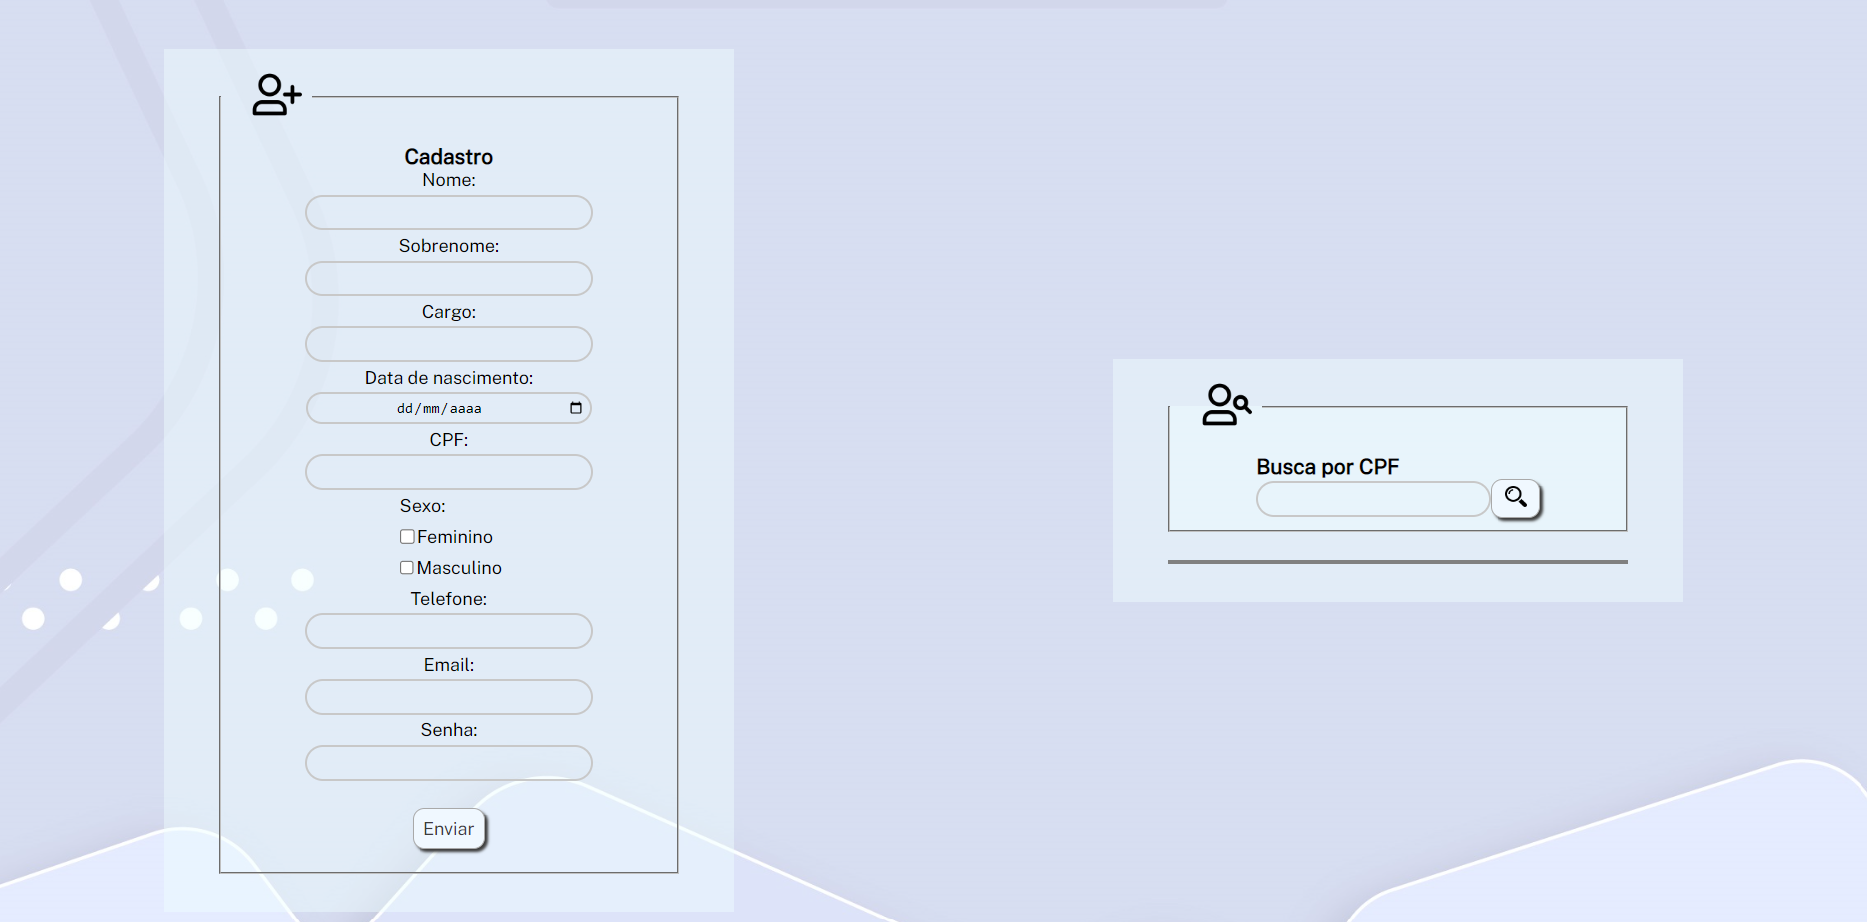 Cadastro
Nome:
Sobrenome:
Cargo:
Data de nascimento:
dd/mm/aaaa
CPF:
Sexo:
Feminino
Masculino
Telefone:
Email:
Senha:
Enviar
Busca por CPF